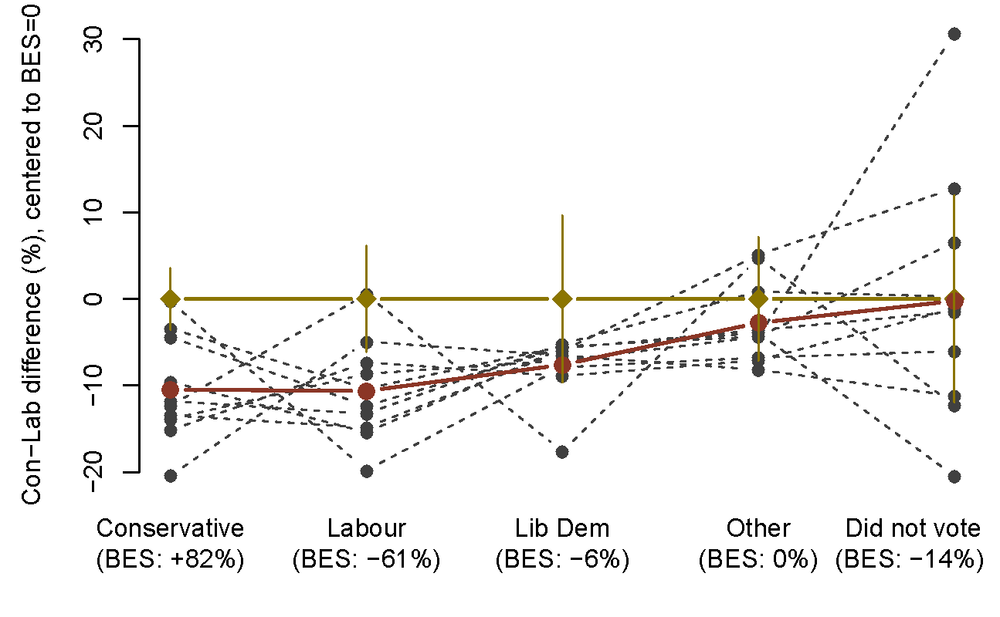 Con−Lab difference (%), centered to BES=0
30
20
10
0
−10
−20
Conservative
(BES: +82%)
Labour
(BES: −61%)
Lib Dem
(BES: −6%)
Other
(BES: 0%)
Did not vote
(BES: −14%)